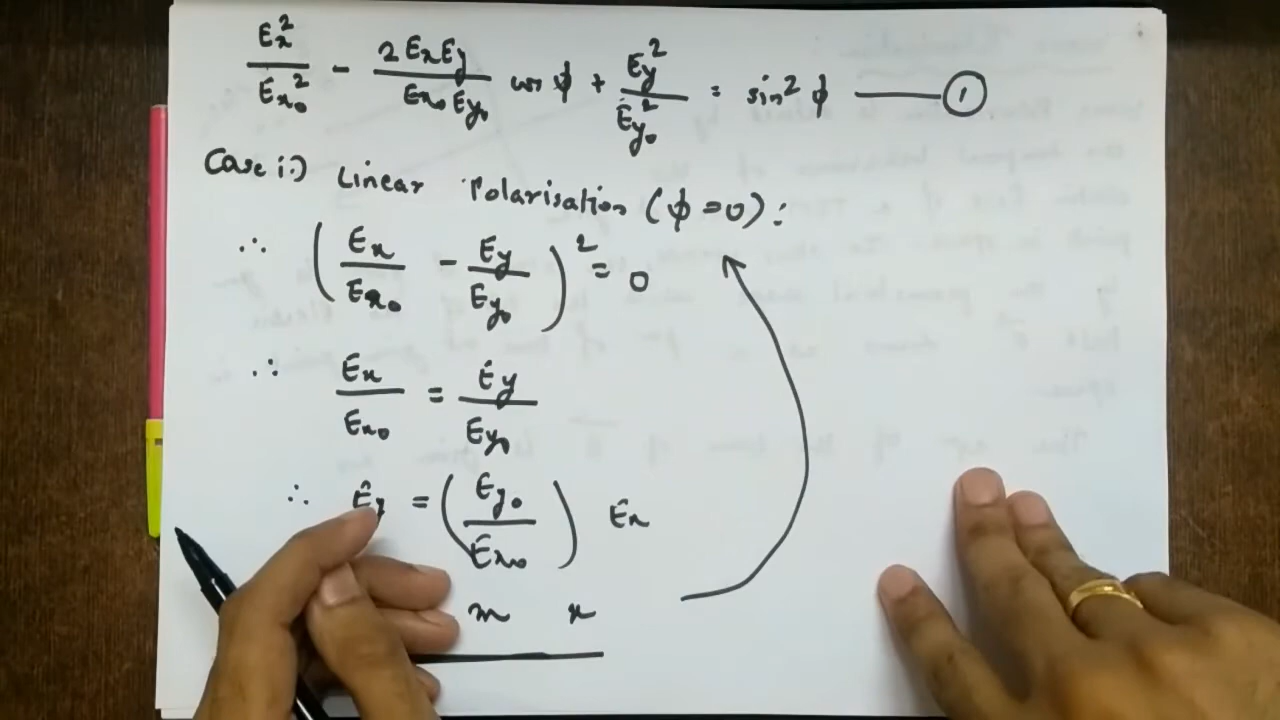 Ex²/Ex₀² - 2ExEy/Ex₀Ey₀ cos φ + Ey²/Ey₀² = sin² φ —— ①
Case i:) Linear Polarisation (φ = 0):
∴ (Ex/Ex₀ - Ey/Ey₀)² = 0
∴ Ex/Ex₀ = Ey/Ey₀
∴ Ey = (Ey₀/Ex₀) Ex
m x